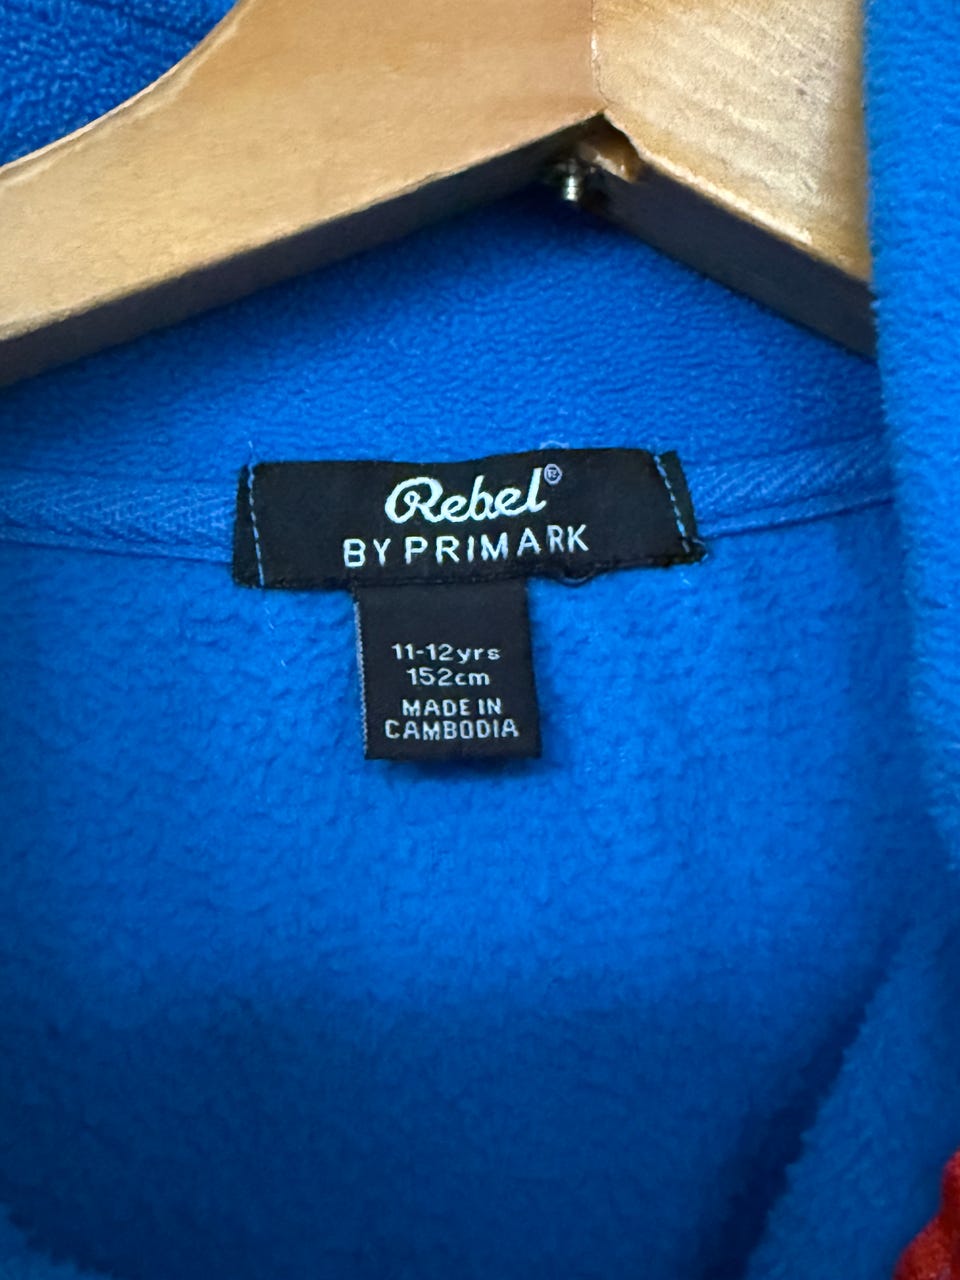 Rebel®
BY PRIMARK
11-12yrs
152cm
MADE IN
CAMBODIA